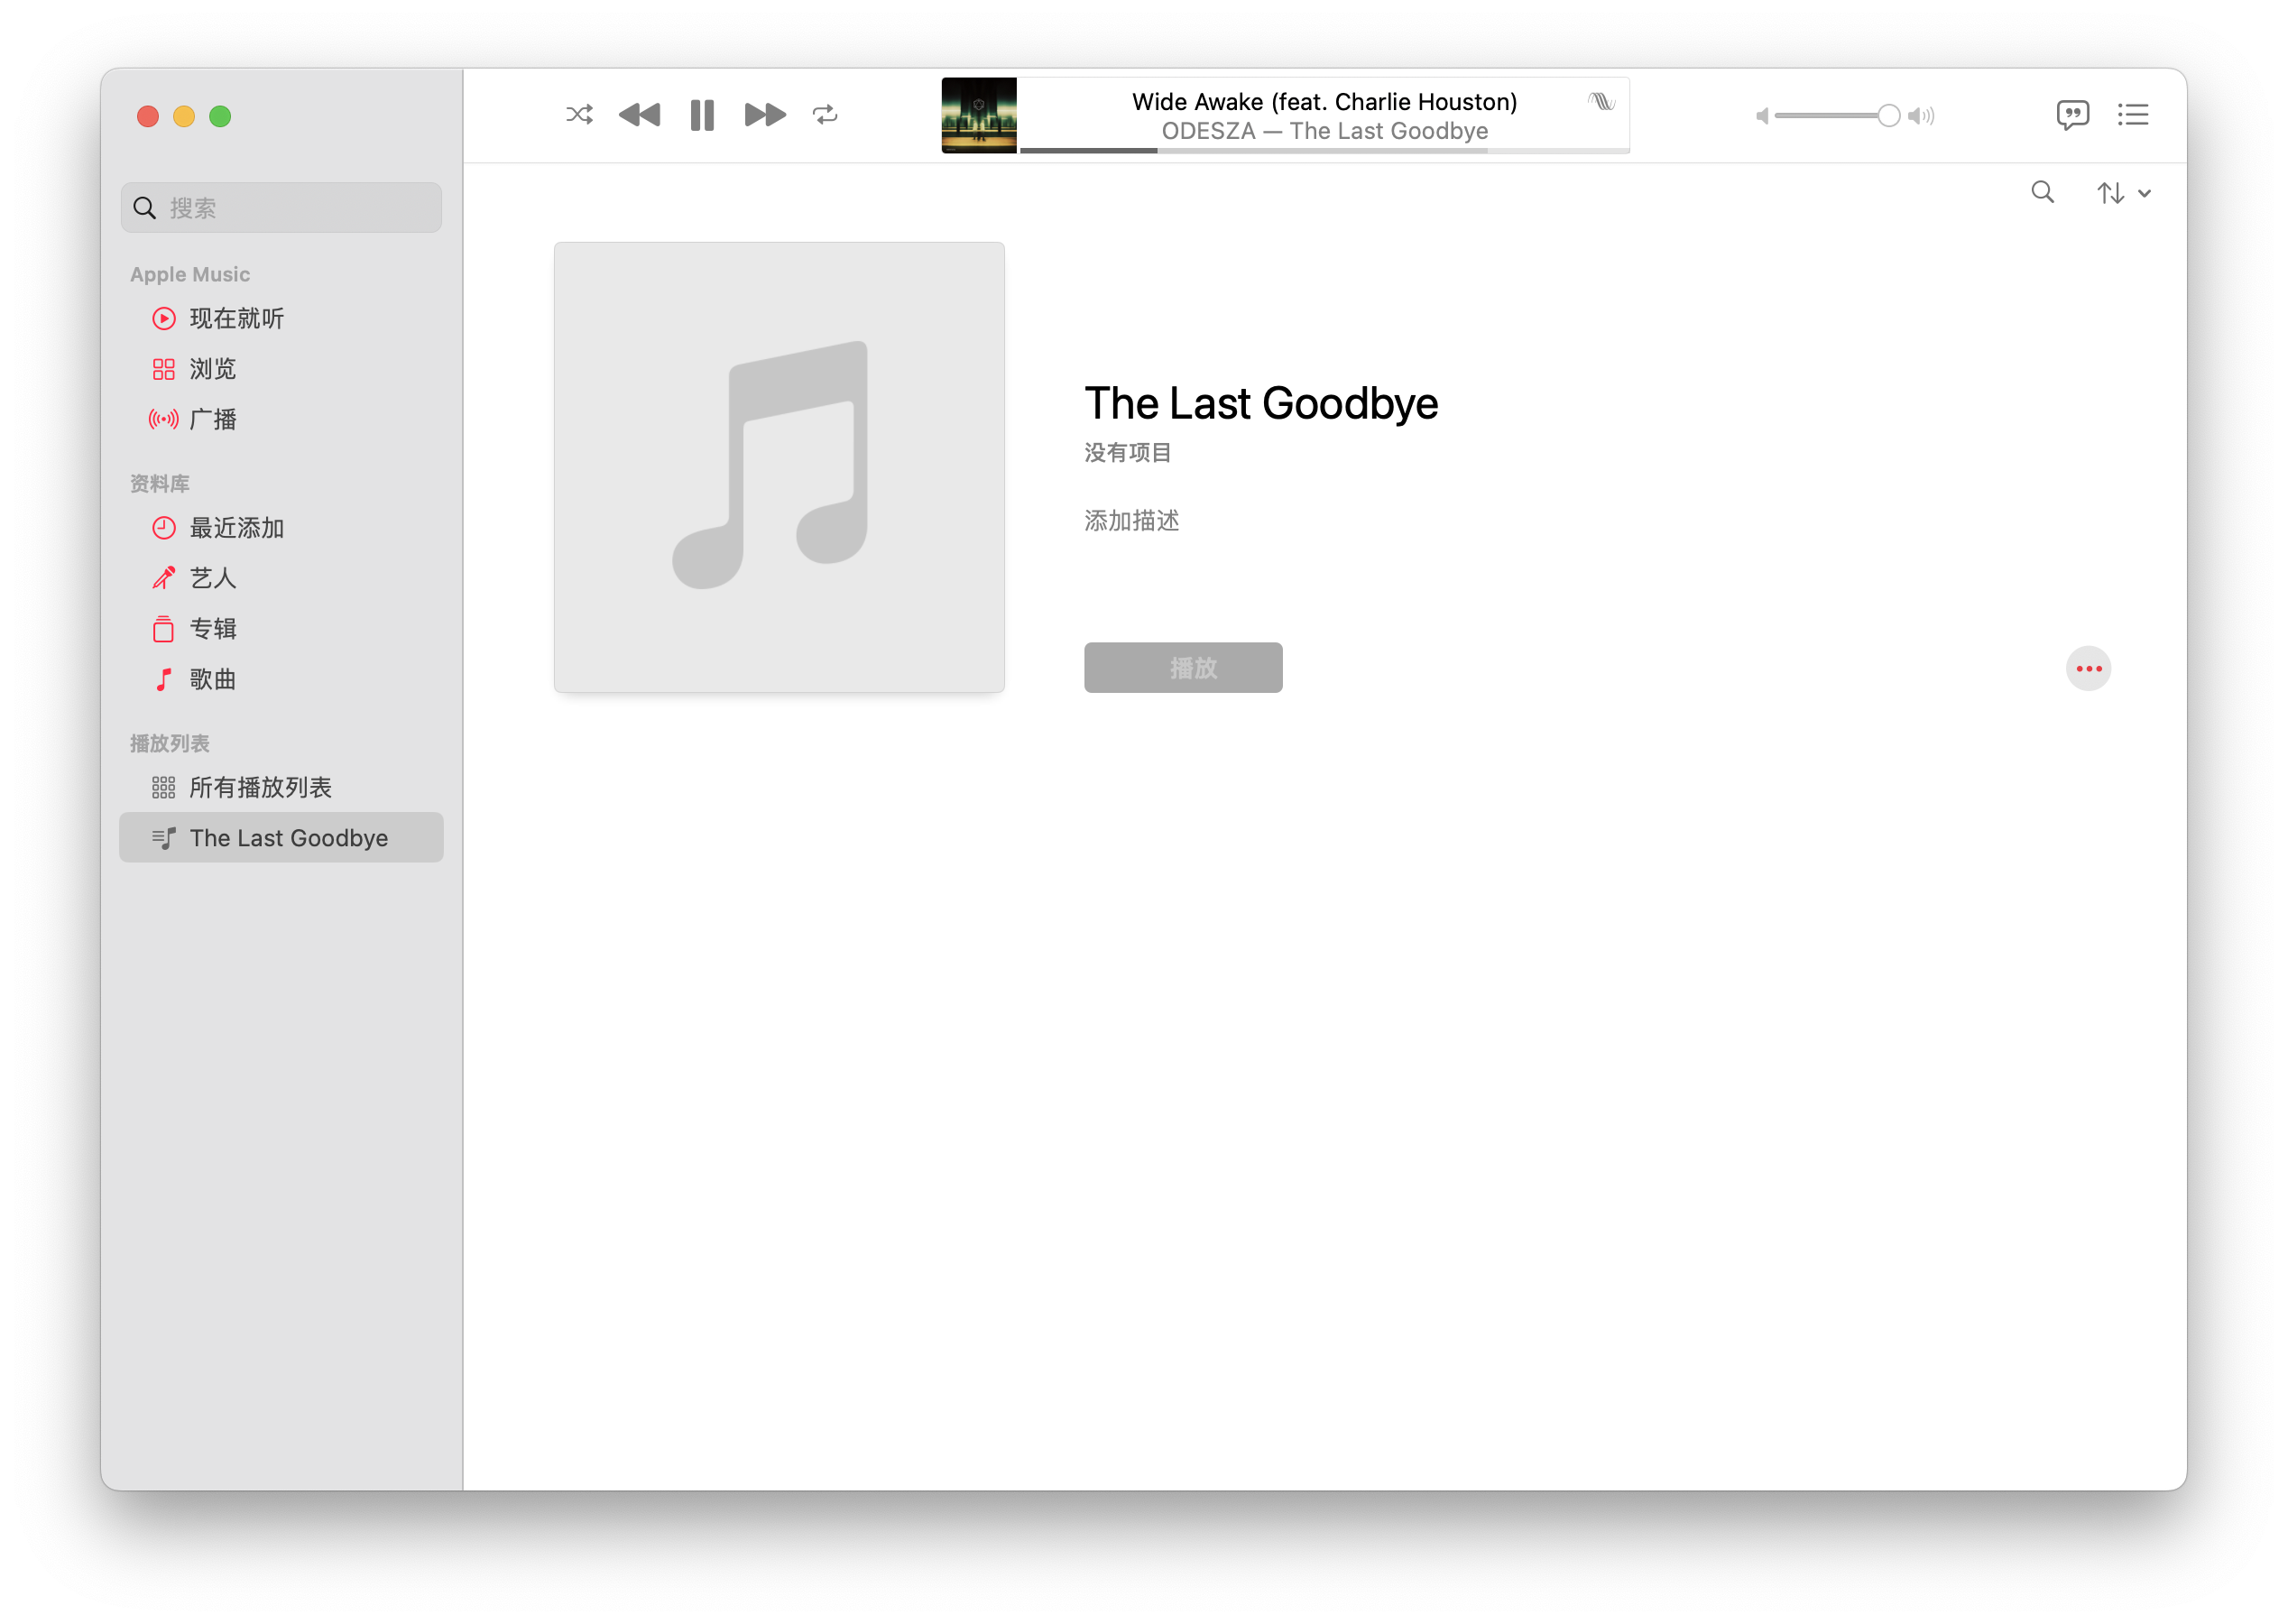 搜索
Apple Music
现在就听
浏览
广播
资料库
最近添加
艺人
专辑
歌曲
播放列表
所有播放列表
The Last Goodbye
Wide Awake (feat. Charlie Houston)
ODESZA — The Last Goodbye
The Last Goodbye
没有项目
添加描述
播放